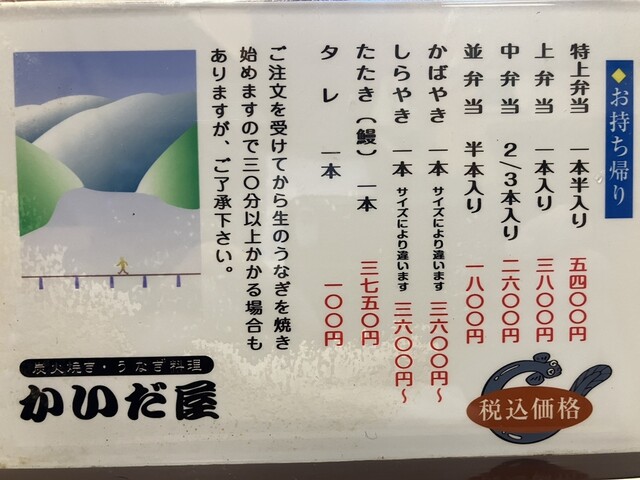 ◆お持ち帰り
特上弁当 一本半入り 五四〇〇円
上弁当 一本入り 三八〇〇円
中弁当 2/3本入り 二六〇〇円
並弁当 半本入り 一八〇〇円
かばやき 一本 サイズにより違います 三六〇〇円〜
しらやき 一本 サイズにより違います 三六〇〇円〜
たたき(鰻) 一本 三七五〇円
タレ 一本 一〇〇円
ご注文を受けてから生のうなぎを焼き
始めますので三〇分以上かかる場合も
ありますが、ご了承下さい。
税込価格
炭火焼き・うなぎ料理
かいだ屋